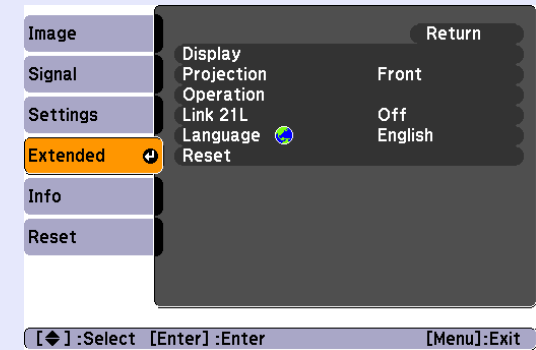 Image
Signal
Settings
Extended
Info
Reset
Return
Display
Projection Front
Operation
Link 21L Off
Language English
Reset
[◆] :Select [Enter] :Enter [Menu]:Exit